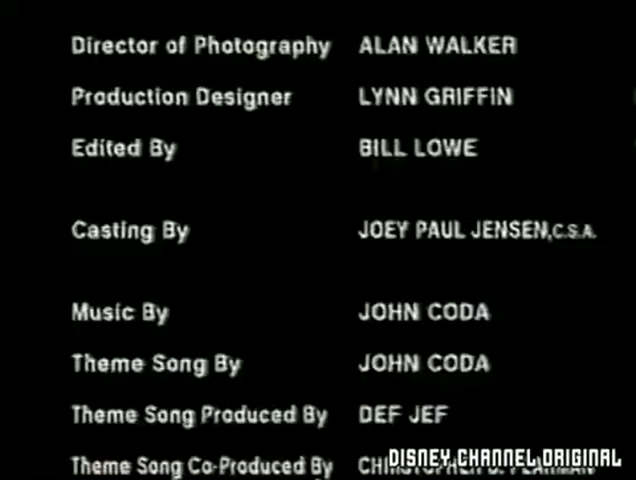 Director of Photography ALAN WALKER
Production Designer LYNN GRIFFIN
Edited By BILL LOWE
Casting By JOEY PAUL JENSEN,C.S.A.
Music By JOHN CODA
Theme Song By JOHN CODA
Theme Song Produced By DEF JEF
Theme Song Co-Produced By
DISNEY CHANNEL ORIGINAL